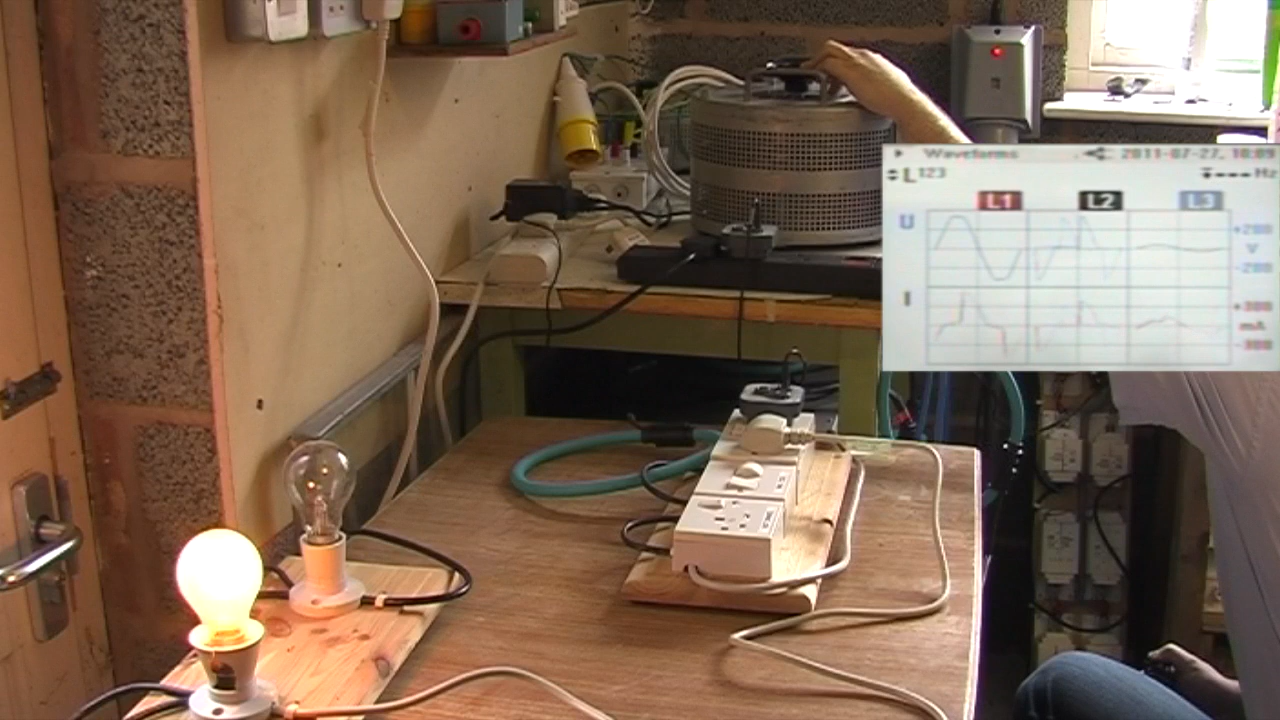 Waveforms 2011-07-27, 10:09
L123 ---- Hz
L1 L2 L3
U
+200
V
-200
I
+300
mA
-300